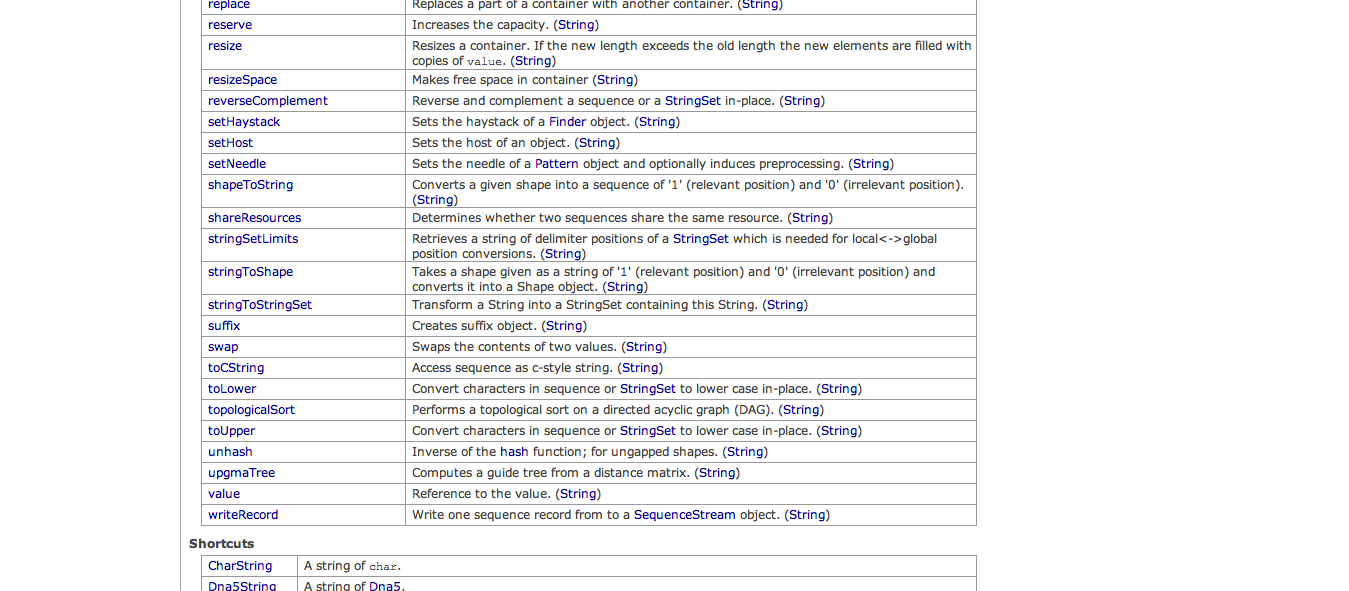 replace Replaces a part of a container with another container. (String)
reserve Increases the capacity. (String)
resize Resizes a container. If the new length exceeds the old length the new elements are filled with
copies of value. (String)
resizeSpace Makes free space in container (String)
reverseComplement Reverse and complement a sequence or a StringSet in-place. (String)
setHaystack Sets the haystack of a Finder object. (String)
setHost Sets the host of an object. (String)
setNeedle Sets the needle of a Pattern object and optionally induces preprocessing. (String)
shapeToString Converts a given shape into a sequence of '1' (relevant position) and '0' (irrelevant position).
(String)
shareResources Determines whether two sequences share the same resource. (String)
stringSetLimits Retrieves a string of delimiter positions of a StringSet which is needed for local<->global
position conversions. (String)
stringToShape Takes a shape given as a string of '1' (relevant position) and '0' (irrelevant position) and
converts it into a Shape object. (String)
stringToStringSet Transform a String into a StringSet containing this String. (String)
suffix Creates suffix object. (String)
swap Swaps the contents of two values. (String)
toCString Access sequence as c-style string. (String)
toLower Convert characters in sequence or StringSet to lower case in-place. (String)
topologicalSort Performs a topological sort on a directed acyclic graph (DAG). (String)
toUpper Convert characters in sequence or StringSet to lower case in-place. (String)
unhash Inverse of the hash function; for ungapped shapes. (String)
upgmaTree Computes a guide tree from a distance matrix. (String)
value Reference to the value. (String)
writeRecord Write one sequence record from to a SequenceStream object. (String)
Shortcuts
CharString A string of char.
Dna5String A string of Dna5.